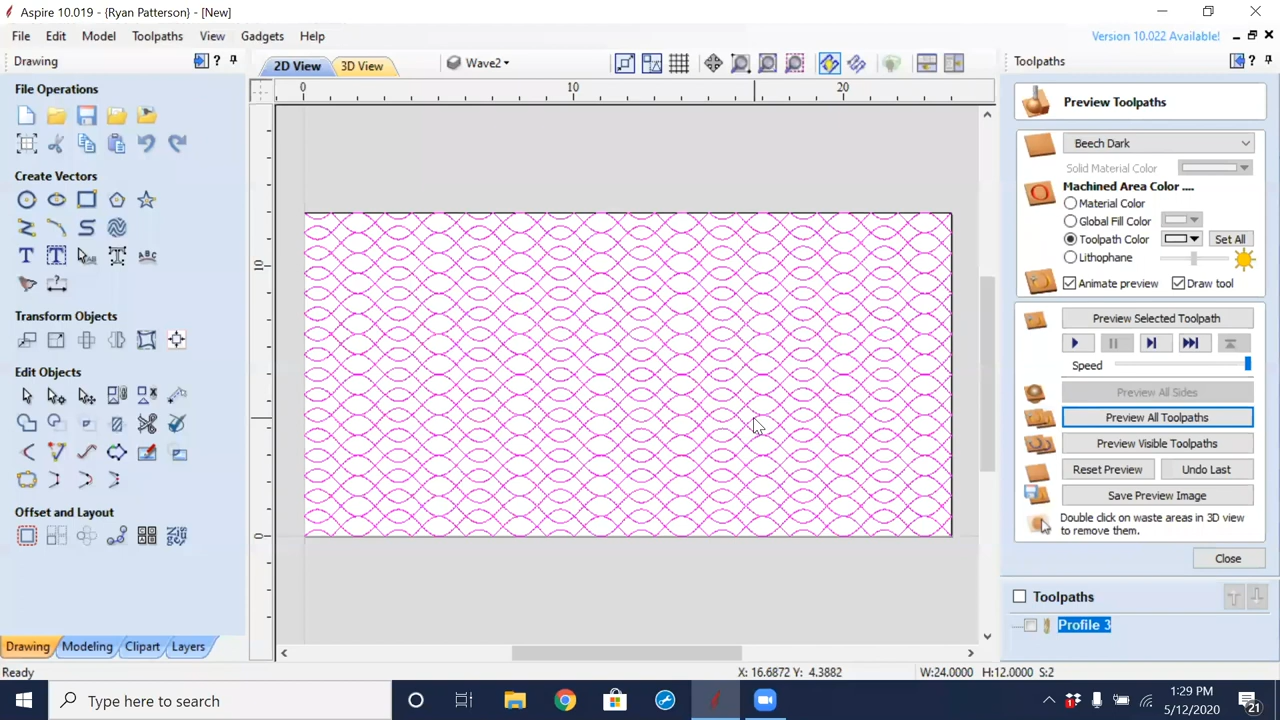 Aspire 10.019 - {Ryan Patterson} - [New]
File Edit Model Toolpaths View Gadgets Help
Version 10.022 Available!
Drawing
?
2D View
3D View
Wave2
Toolpaths
?
File Operations
Create Vectors
Transform Objects
Edit Objects
Offset and Layout
Drawing Modeling Clipart Layers
0 10 20
10
0
Preview Toolpaths
Beech Dark
Solid Material Color
Machined Area Color ....
Material Color
Global Fill Color
Toolpath Color
Set All
Lithophane
Animate preview
Draw tool
Preview Selected Toolpath
Speed
Preview All Sides
Preview All Toolpaths
Preview Visible Toolpaths
Reset Preview
Undo Last
Save Preview Image
Double click on waste areas in 3D view
to remove them.
Close
Toolpaths
Profile 3
Ready
X: 16.6872 Y: 4.3882
W:24.0000 H:12.0000 S:2
Type here to search
1:29 PM
5/12/2020
21